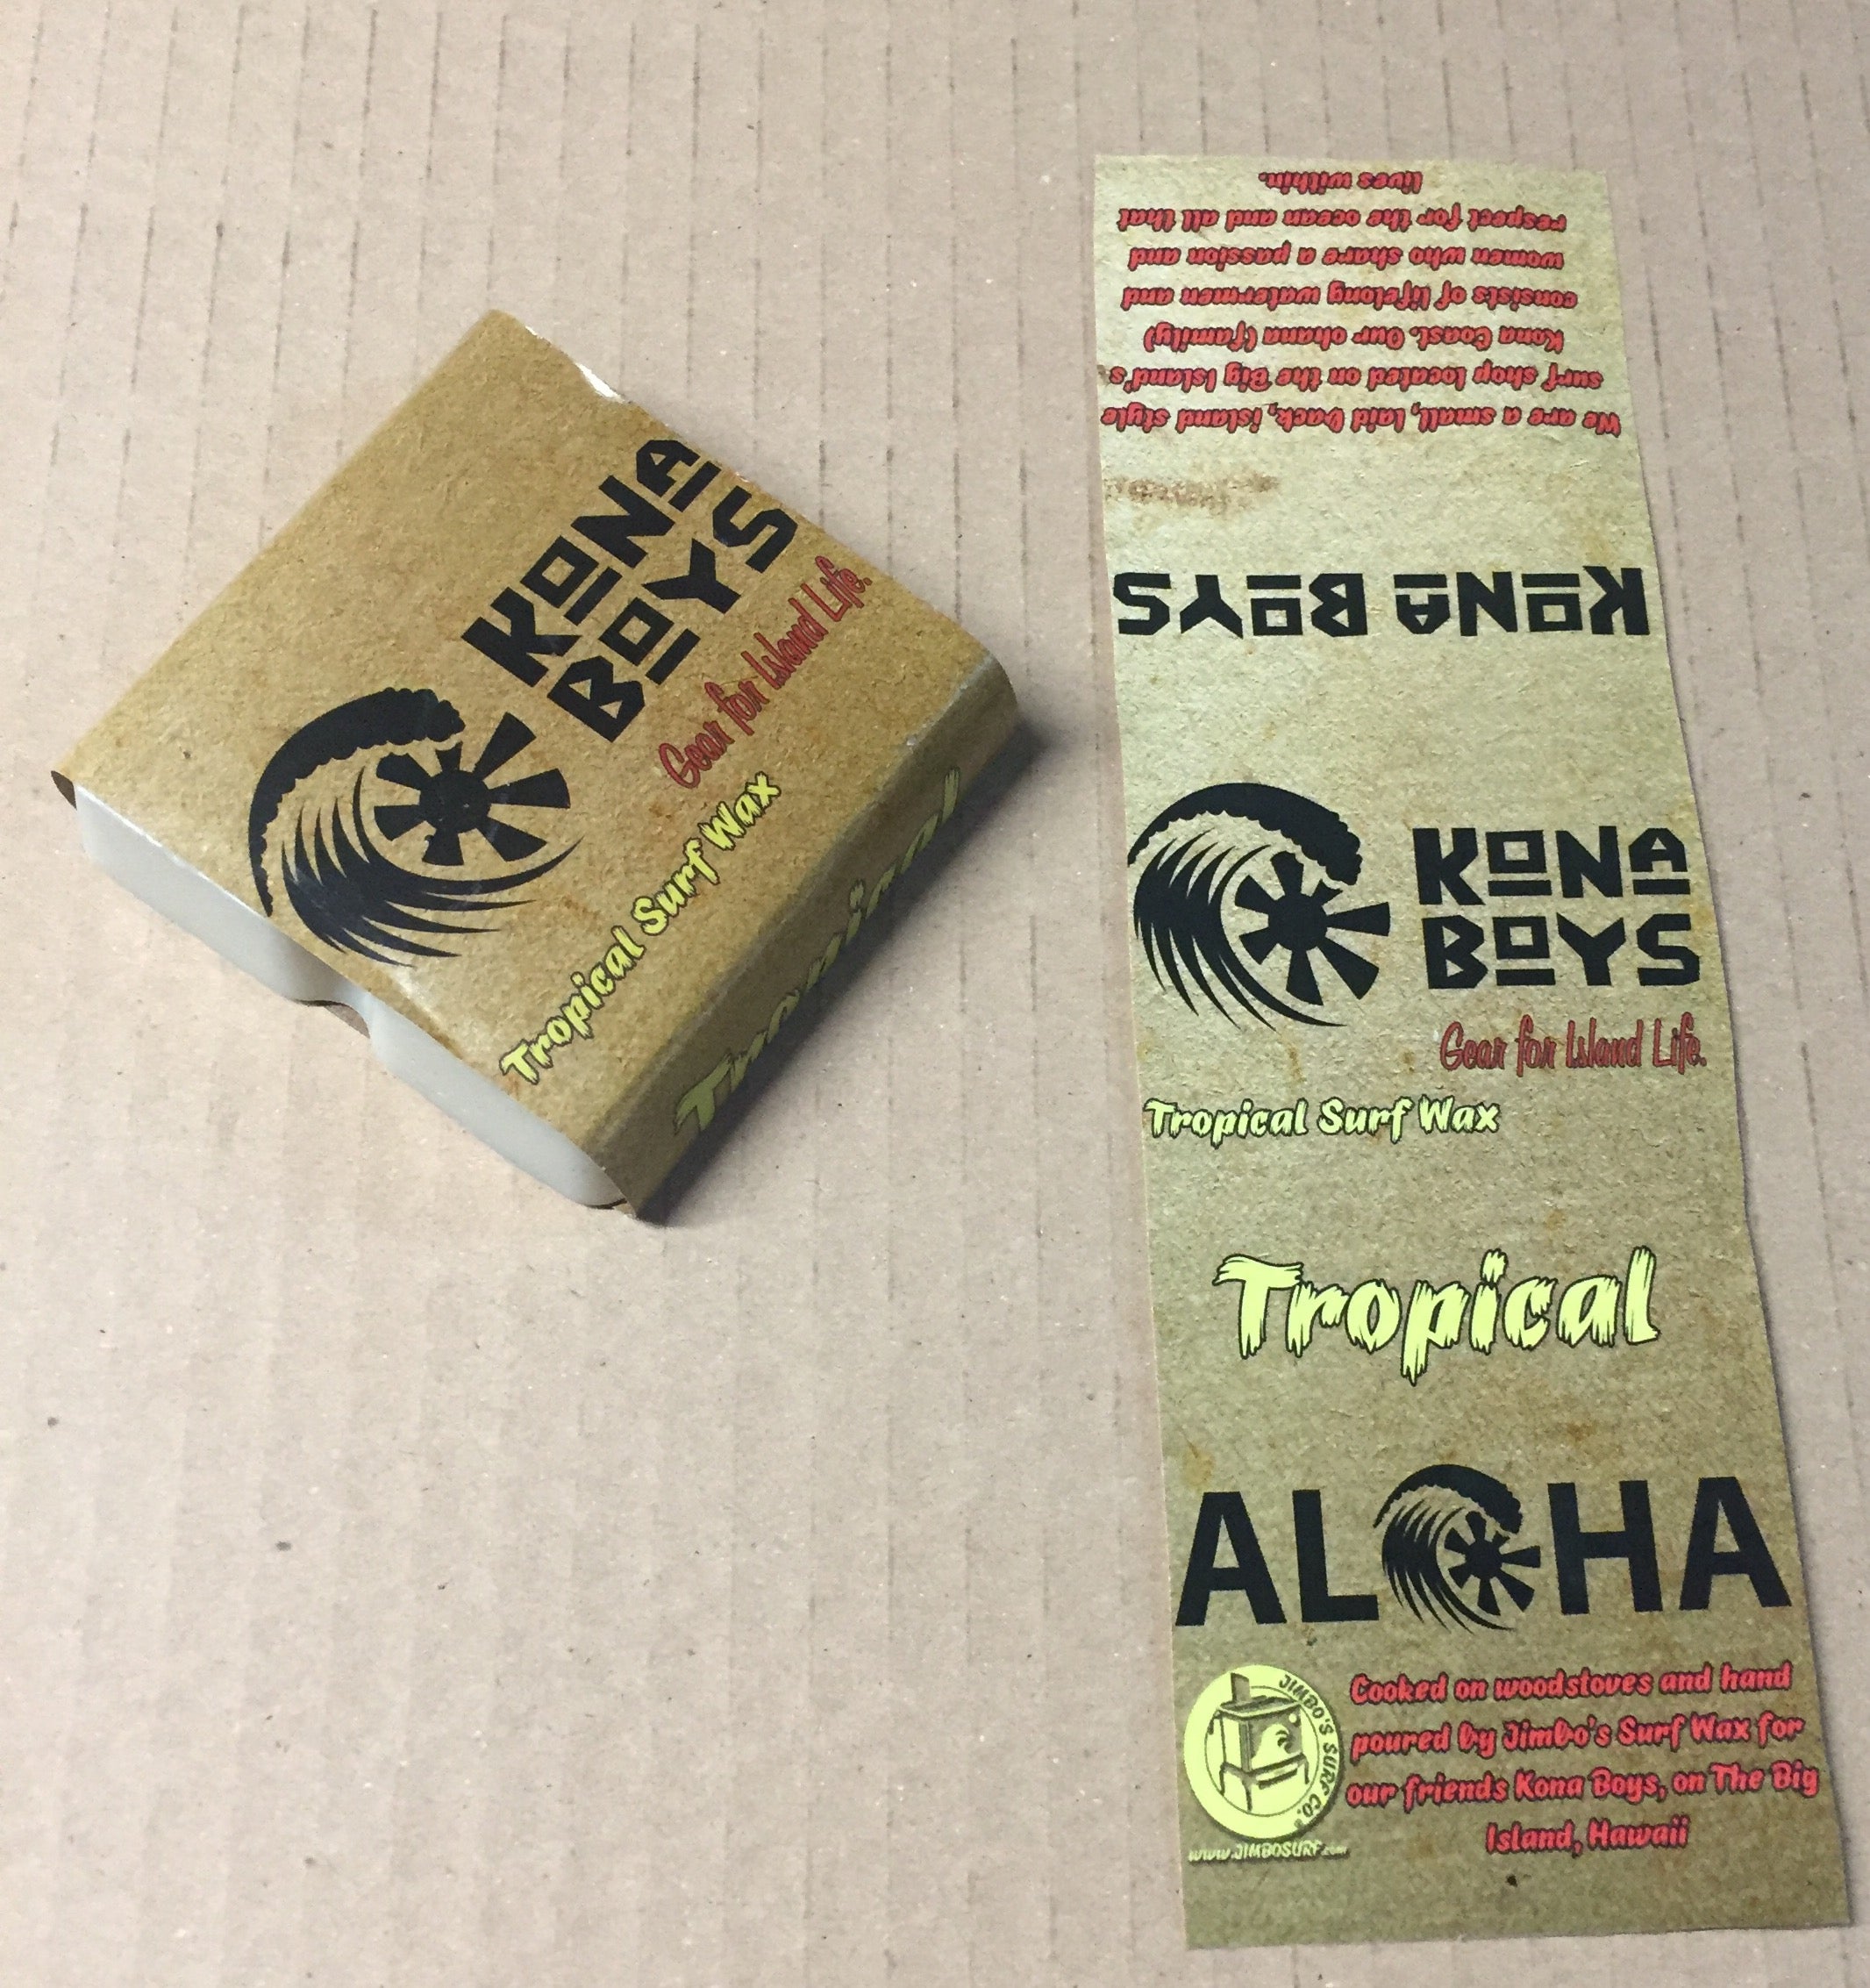 KONA
BOYS
Gear for Island Life.
Tropical Surf Wax
Tropical
We are a small, laid back, island style
surf shop located on the Big Island's
Kona Coast. Our ohana (family)
consists of lifelong watermen and
women who share a passion and
respect for the ocean and all that
lives within.
KONA BOYS
KONA
BOYS
Gear for Island Life.
Tropical Surf Wax
Tropical
ALOHA
JIMBO'S SURF CO.
www.JIMBOSURF.com
Cooked on woodstoves and hand
poured by Jimbo's Surf Wax for
our friends Kona Boys, on The Big
Island, Hawaii